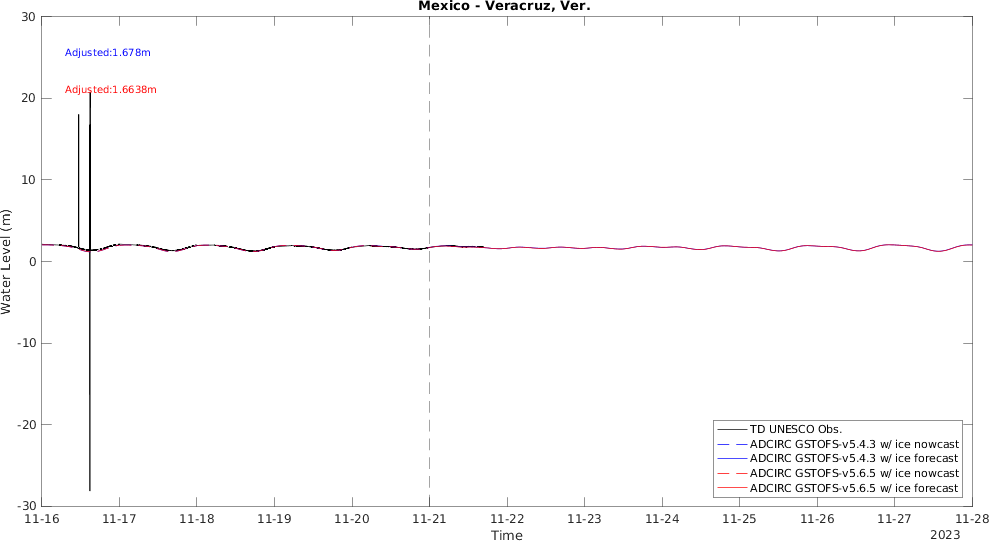 Mexico - Veracruz, Ver.
30
20
10
0
-10
-20
-30
Water Level (m)
Adjusted:1.678m
Adjusted:1.6638m
TD UNESCO Obs.
ADCIRC GSTOFS-v5.4.3 w/ ice nowcast
ADCIRC GSTOFS-v5.4.3 w/ ice forecast
ADCIRC GSTOFS-v5.6.5 w/ ice nowcast
ADCIRC GSTOFS-v5.6.5 w/ ice forecast
11-16 11-17 11-18 11-19 11-20 11-21 11-22 11-23 11-24 11-25 11-26 11-27 11-28
Time
2023